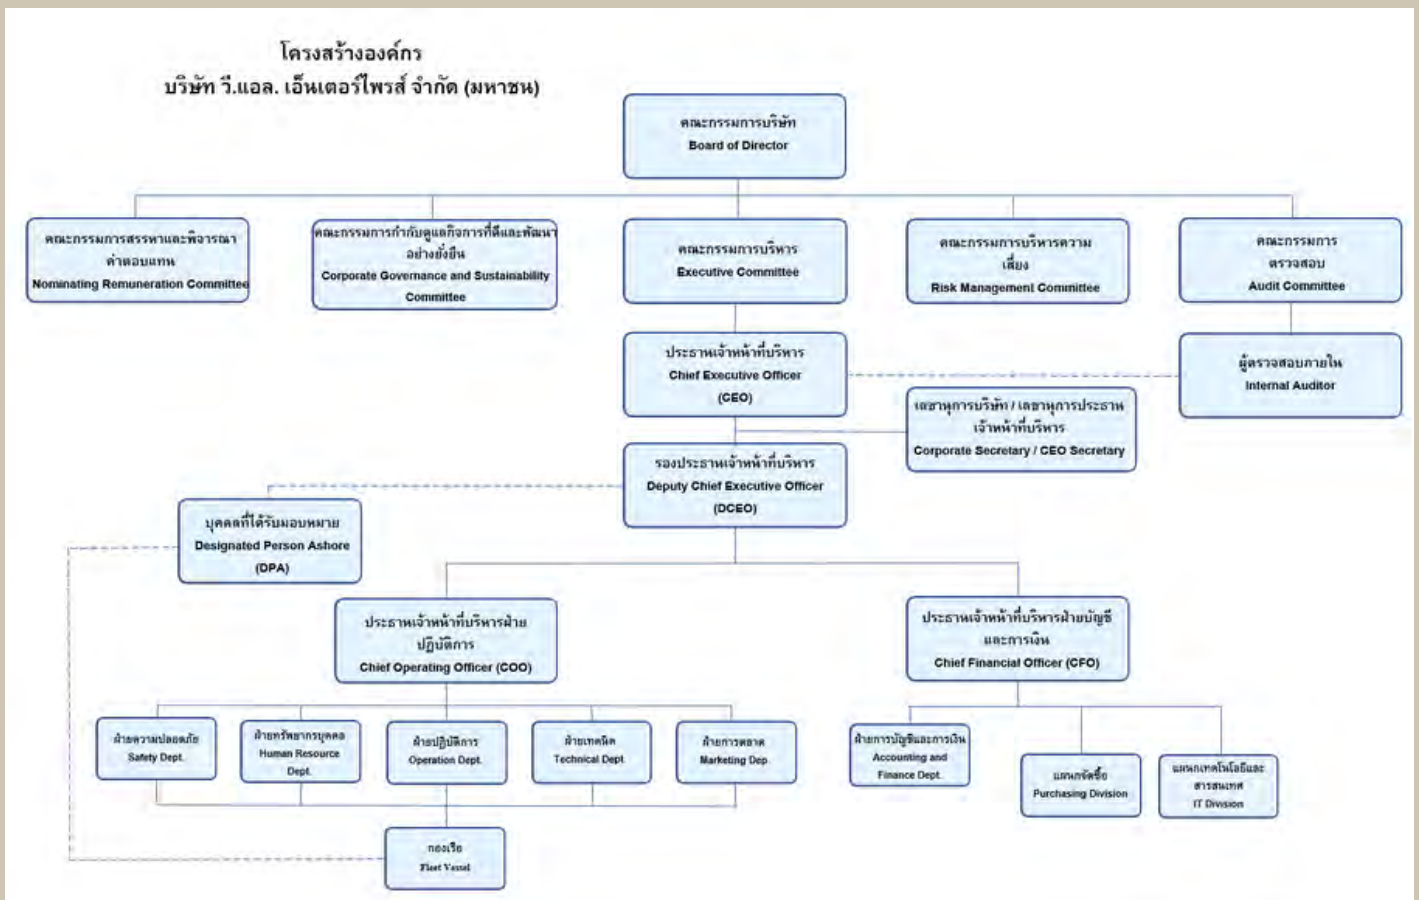 โครงสร้างองค์กร
บริษัท วี.แอล. เอ็นเตอร์ไพรส์ จำกัด (มหาชน)
คณะกรรมการบริษัท
Board of Director
คณะกรรมการสรรหาและพิจารณา
ค่าตอบแทน
Nominating Remuneration Committee
คณะกรรมการกำกับดูแลกิจการที่ดีและพัฒนา
อย่างยั่งยืน
Corporate Governance and Sustainability
Committee
คณะกรรมการบริหาร
Executive Committee
คณะกรรมการบริหารความ
เสี่ยง
Risk Management Committee
คณะกรรมการ
ตรวจสอบ
Audit Committee
ประธานเจ้าหน้าที่บริหาร
Chief Executive Officer
(CEO)
ผู้ตรวจสอบภายใน
Internal Auditor
เลขานุการบริษัท / เลขานุการประธาน
เจ้าหน้าที่บริหาร
Corporate Secretary / CEO Secretary
รองประธานเจ้าหน้าที่บริหาร
Deputy Chief Executive Officer
(DCEO)
บุคคลที่ได้รับมอบหมาย
Designated Person Ashore
(DPA)
ประธานเจ้าหน้าที่บริหารฝ่าย
ปฏิบัติการ
Chief Operating Officer (COO)
ประธานเจ้าหน้าที่บริหารฝ่ายบัญชี
และการเงิน
Chief Financial Officer (CFO)
ฝ่ายความปลอดภัย
Safety Dept.
ฝ่ายทรัพยากรบุคคล
Human Resource
Dept.
ฝ่ายปฏิบัติการ
Operation Dept.
ฝ่ายเทคนิค
Technical Dept
ฝ่ายการตลาด
Marketing Dep
ฝ่ายการบัญชีและการเงิน
Accounting and
Finance Dept.
แผนกจัดซื้อ
Purchasing Division
แผนกเทคโนโลยีและ
สารสนเทศ
IT Division
กองเรือ
Fleet Vessel